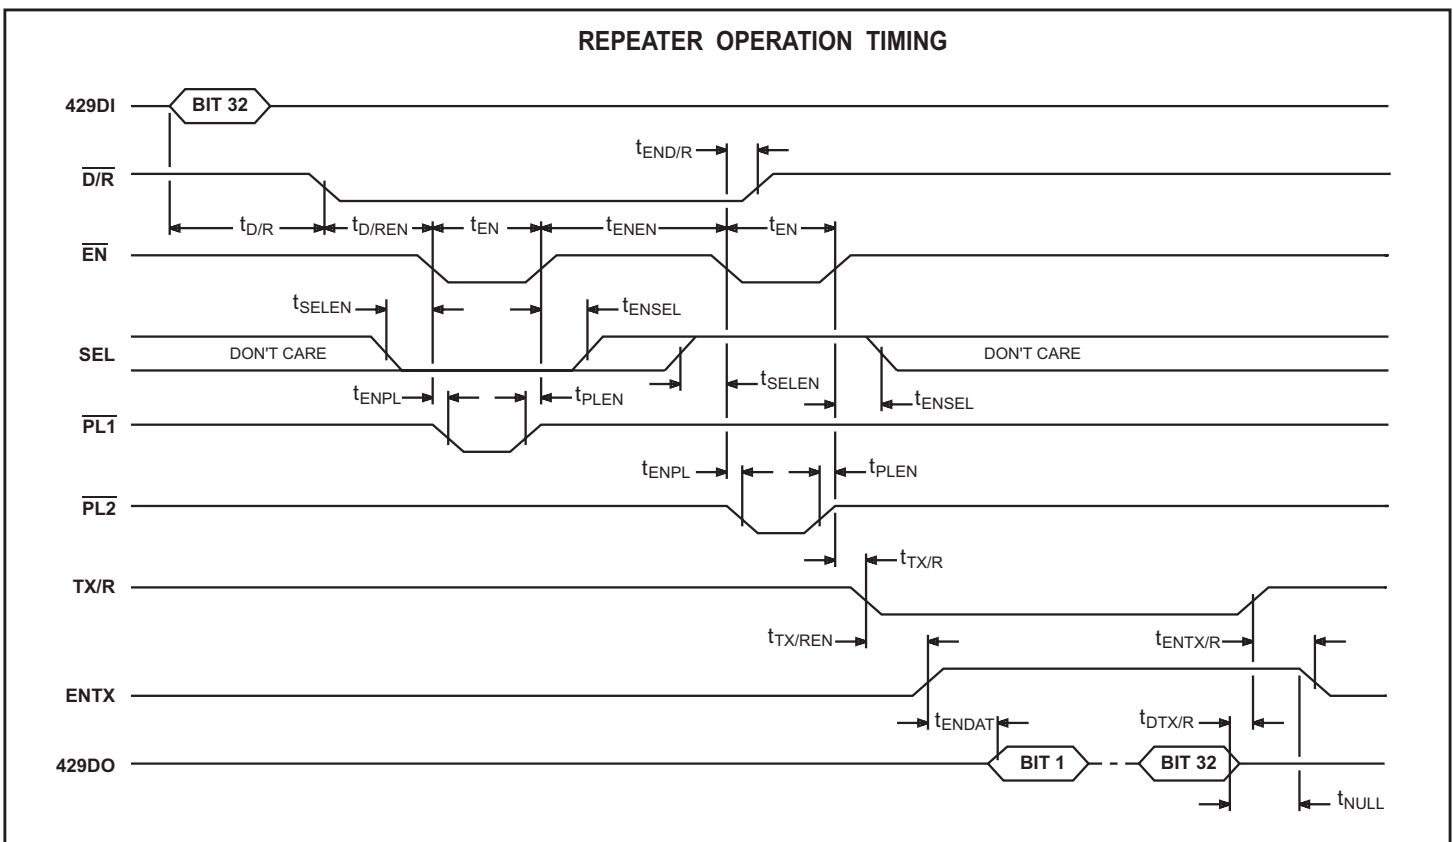 REPEATER OPERATION TIMING
429DI
BIT 32
tEND/R
D/R
tD/R
tD/REN
tEN
tENEN
tEN
EN
tSELEN
tENSEL
SEL
DON'T CARE
DON'T CARE
tSELEN
tENPL
tPLEN
tENSEL
PL1
tENPL
tPLEN
PL2
tTX/R
TX/R
tTX/REN
tENTX/R
ENTX
tENDAT
tDTX/R
429DO
BIT 1
BIT 32
tNULL